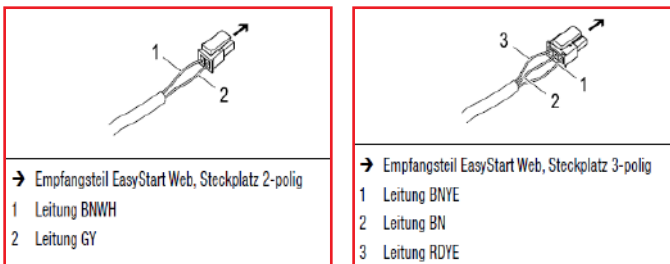 1
2
→ Empfangsteil EasyStart Web, Steckplatz 2-polig
1 Leitung BNWH
2 Leitung GY
3
1
2
→ Empfangsteil EasyStart Web, Steckplatz 3-polig
1 Leitung BNYE
2 Leitung BN
3 Leitung RDYE